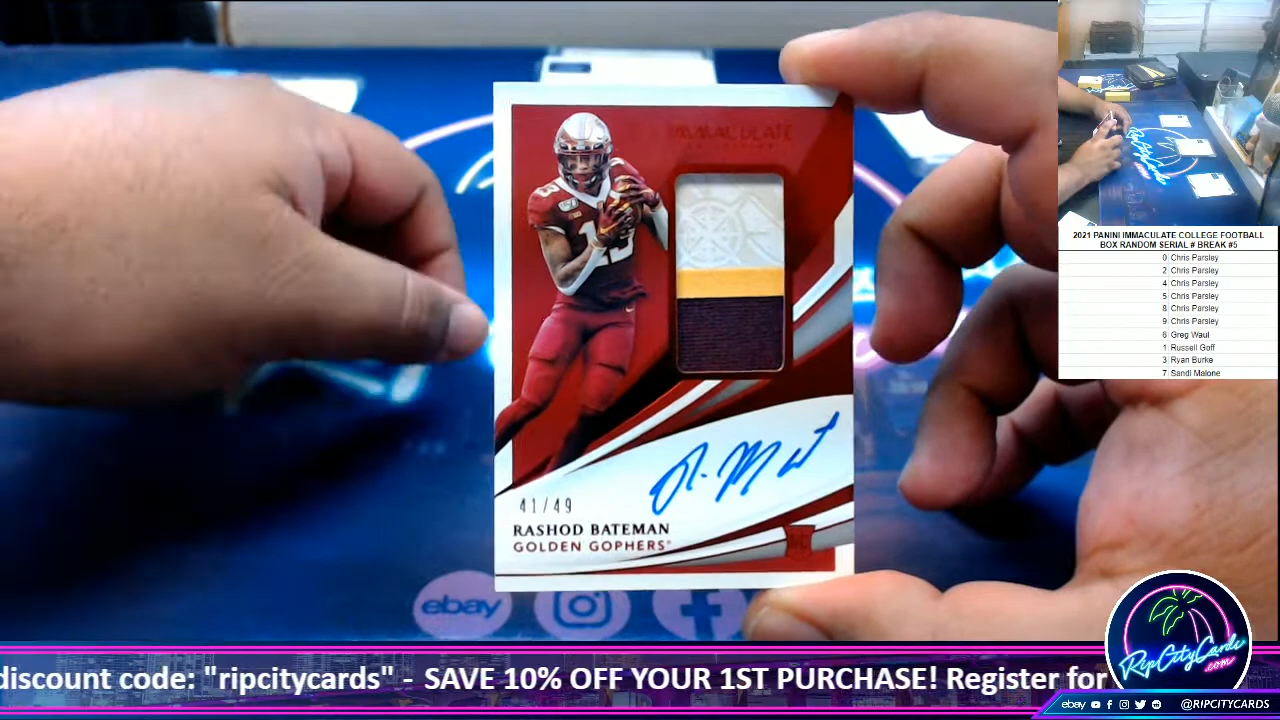 IMMACULATE
13
13
41/49
RASHOD BATEMAN
GOLDEN GOPHERS
ebay
2021 PANINI IMMACULATE COLLEGE FOOTBALL
BOX RANDOM SERIAL # BREAK #5
0 Chris Parsley
2 Chris Parsley
4 Chris Parsley
5 Chris Parsley
8 Chris Parsley
9 Chris Parsley
6 Greg Waul
1 Russell Goff
3 Ryan Burke
7 Sandi Malone
discount code: "ripcitycards" - SAVE 10% OFF YOUR 1ST PURCHASE! Register for
RipCityCards
.com
ebay @RIPCITYCARDS